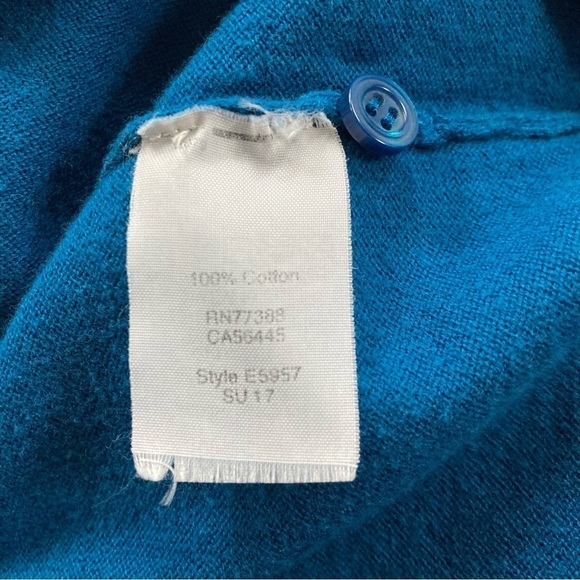 100% Cotton
RN77388
CA56445
Style E5957
SU 17